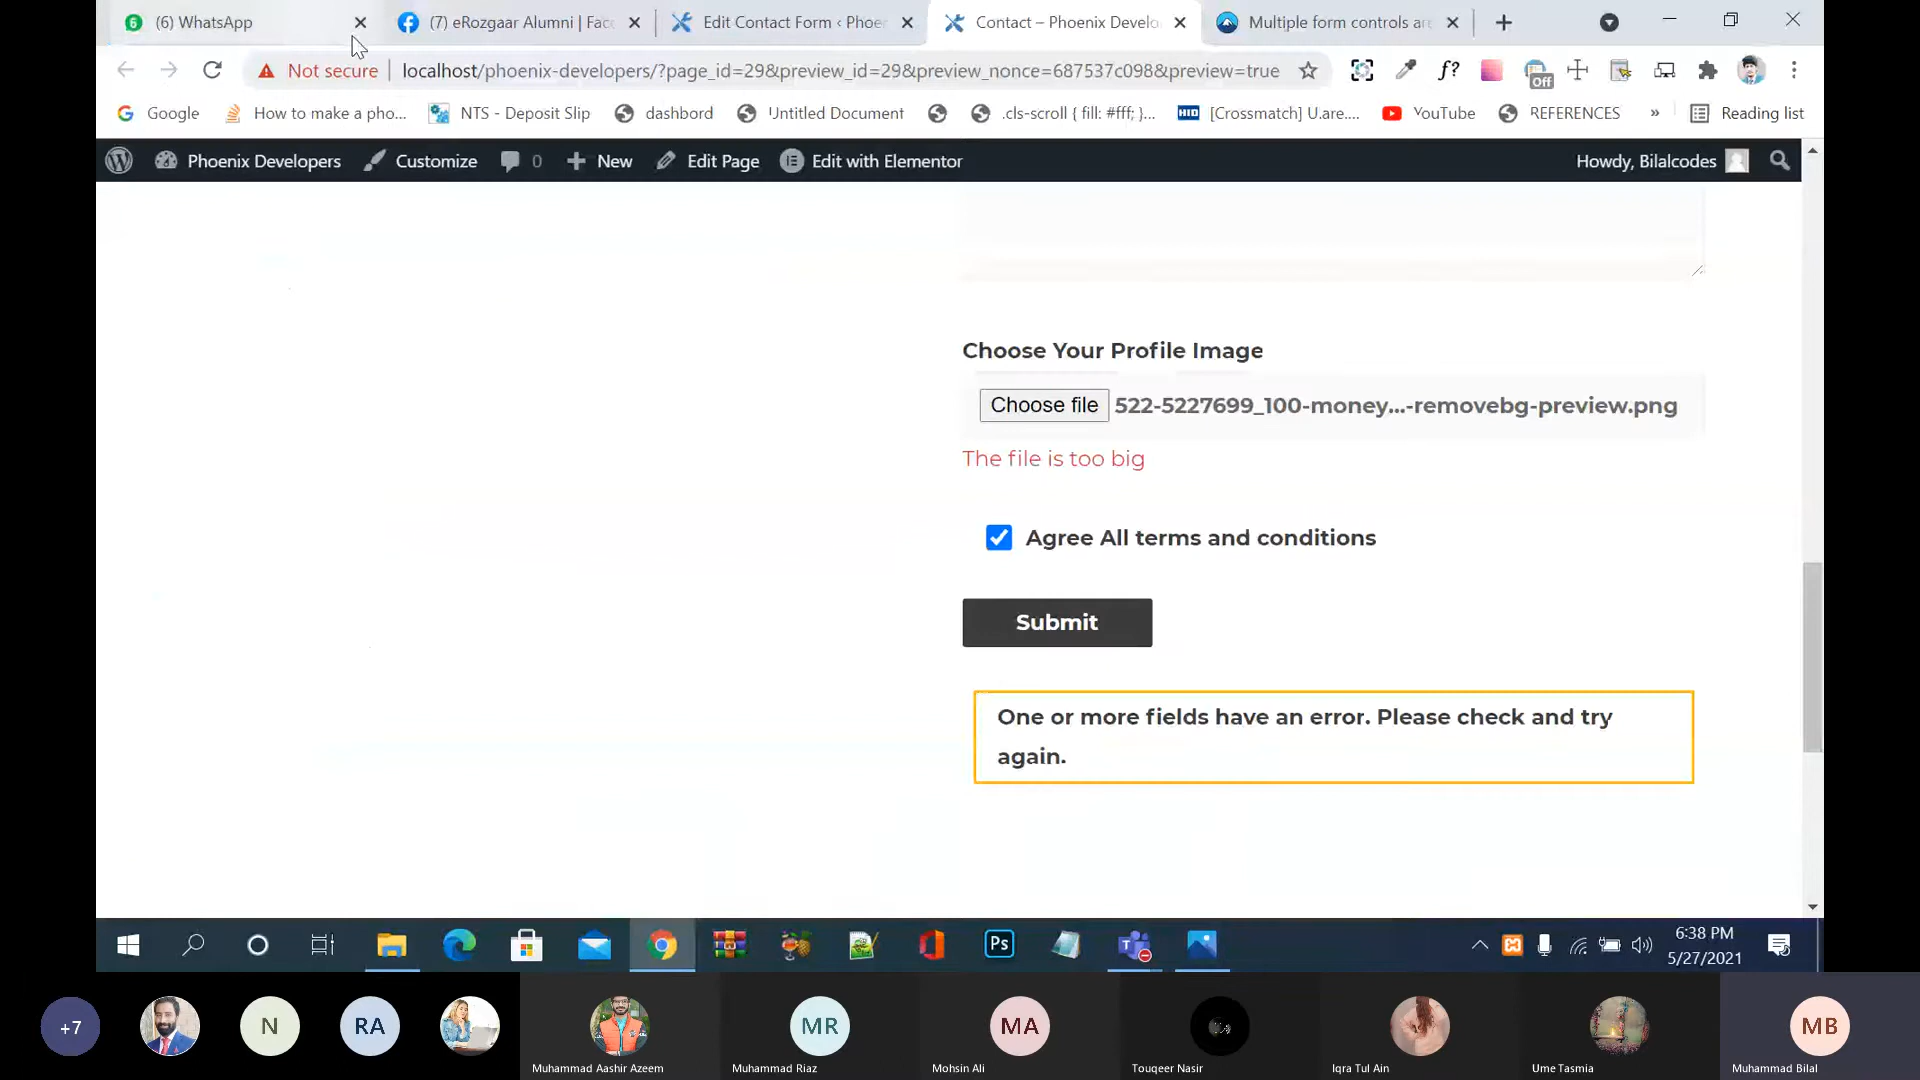 (6) WhatsApp
(7) eRozgaar Alumni | Fac
Edit Contact Form ‹ Phoe
Contact – Phoenix Develo
Multiple form controls ar
Not secure
localhost/phoenix-developers/?page_id=29&preview_id=29&preview_nonce=687537c098&preview=true
f?
Off
Google
How to make a pho...
NTS - Deposit Slip
dashbord
Untitled Document
.cls-scroll { fill: #fff; }...
HID
[Crossmatch] U.are....
YouTube
REFERENCES
»
Reading list
Phoenix Developers
Customize
0
New
Edit Page
Edit with Elementor
Howdy, Bilalcodes
Choose Your Profile Image
Choose file 522-5227699_100-money...-removebg-preview.png
The file is too big
Agree All terms and conditions
Submit
One or more fields have an error. Please check and try
again.
Ps
6:38 PM
5/27/2021
+7
N
RA
MR
MA
MB
Muhammad Aashir Azeem
Muhammad Riaz
Mohsin Ali
Touqeer Nasir
Iqra Tul Ain
Ume Tasmia
Muhammad Bilal